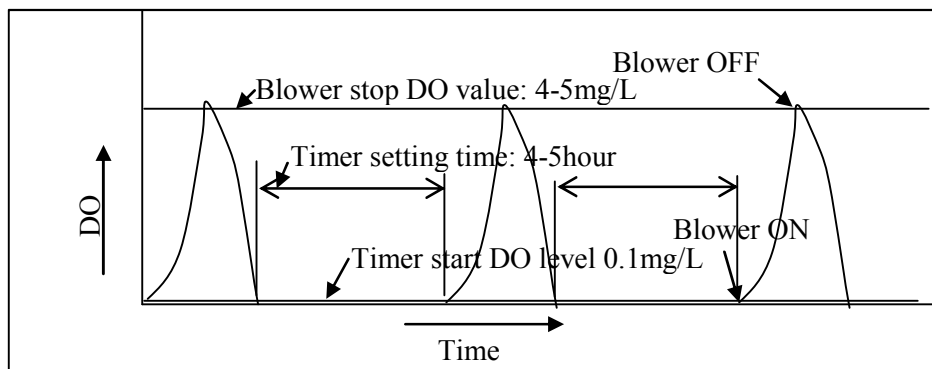 Blower OFF
Blower stop DO value: 4-5mg/L
Timer setting time: 4-5hour
DO
Blower ON
Timer start DO level 0.1mg/L
Time